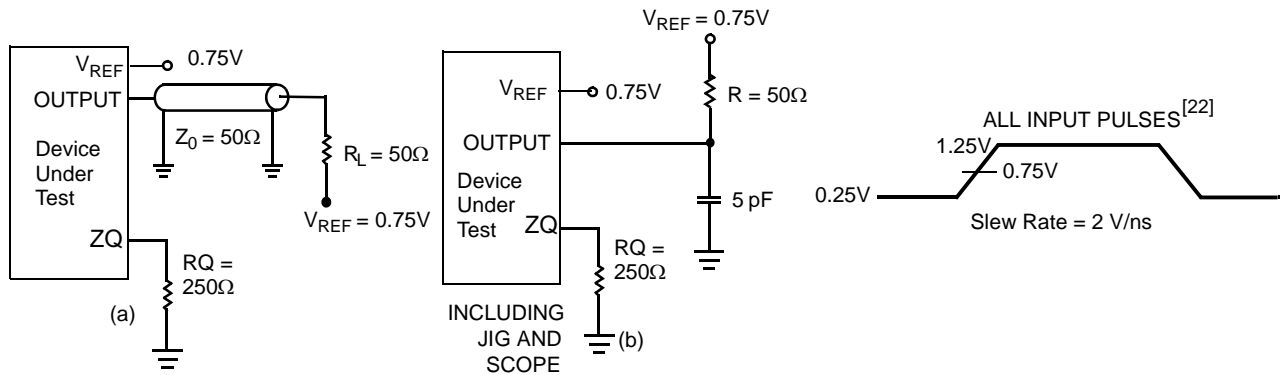 V_REF
0.75V
OUTPUT
Z_0 = 50Ω
Device
Under
Test
R_L = 50Ω
V_REF = 0.75V
ZQ
RQ =
250Ω
(a)
V_REF = 0.75V
R = 50Ω
V_REF
0.75V
OUTPUT
Device
Under
Test
5 pF
ZQ
RQ =
250Ω
INCLUDING
JIG AND
SCOPE
(b)
ALL INPUT PULSES[22]
1.25V
0.75V
0.25V
Slew Rate = 2 V/ns